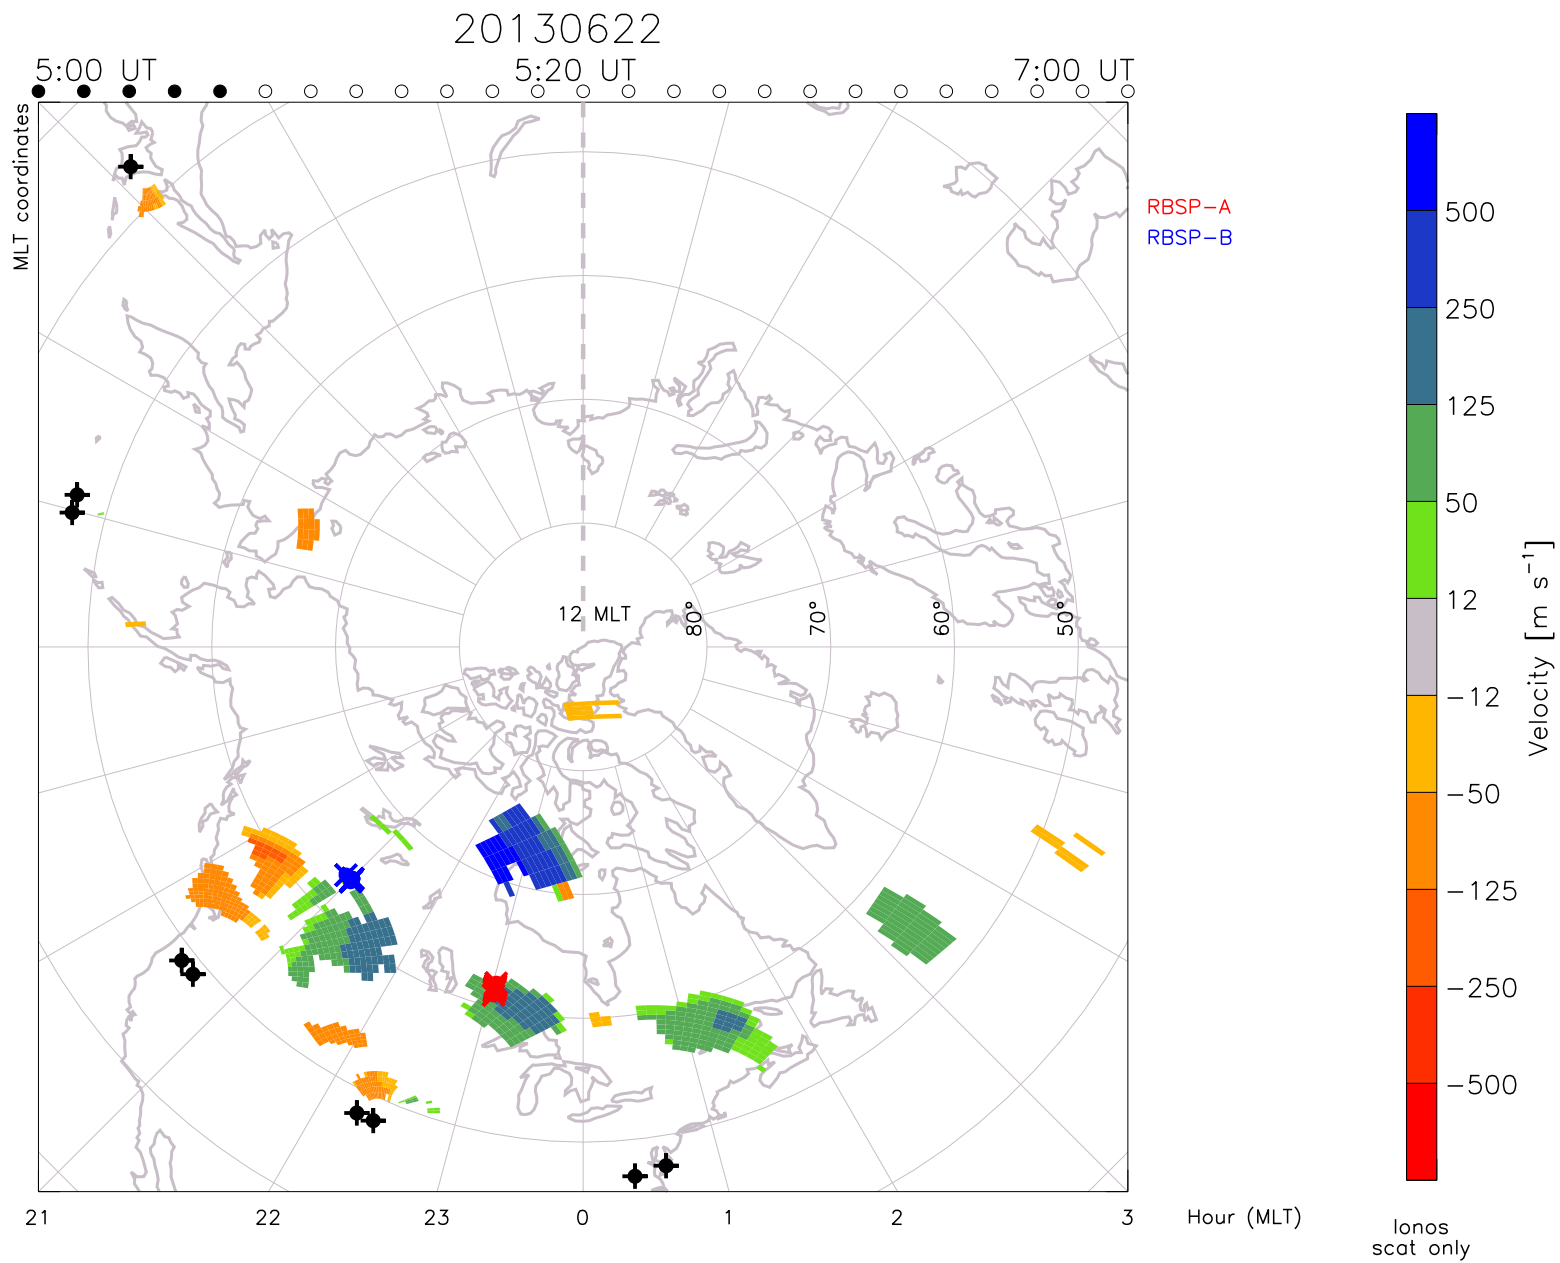 20130622
5:00 UT
5:20 UT
7:00 UT
MLT coordinates
RBSP-A
RBSP-B
12 MLT
80°
70°
60°
50°
21
22
23
0
1
2
3
Hour (MLT)
500
250
125
50
12
-12
-50
-125
-250
-500
Velocity [m s⁻¹]
Ionos
scat only